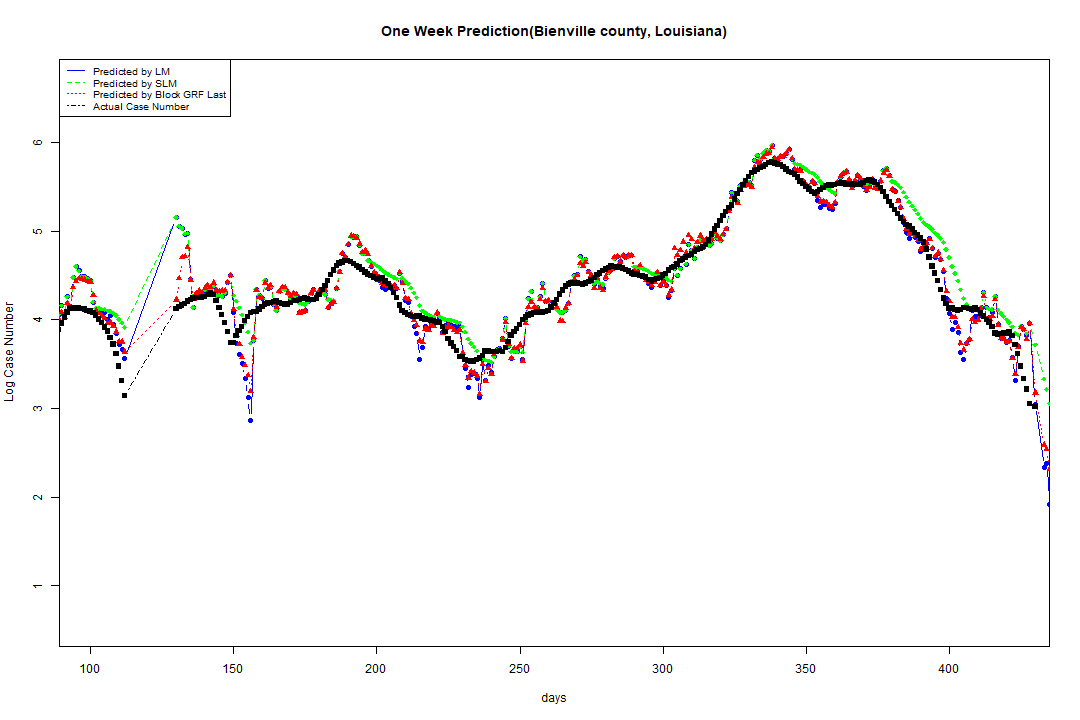 One Week Prediction(Bienville county, Louisiana)
Predicted by LM
Predicted by SLM
Predicted by Block GRF Last
Actual Case Number
Log Case Number
6
5
4
3
2
1
100 150 200 250 300 350 400
days